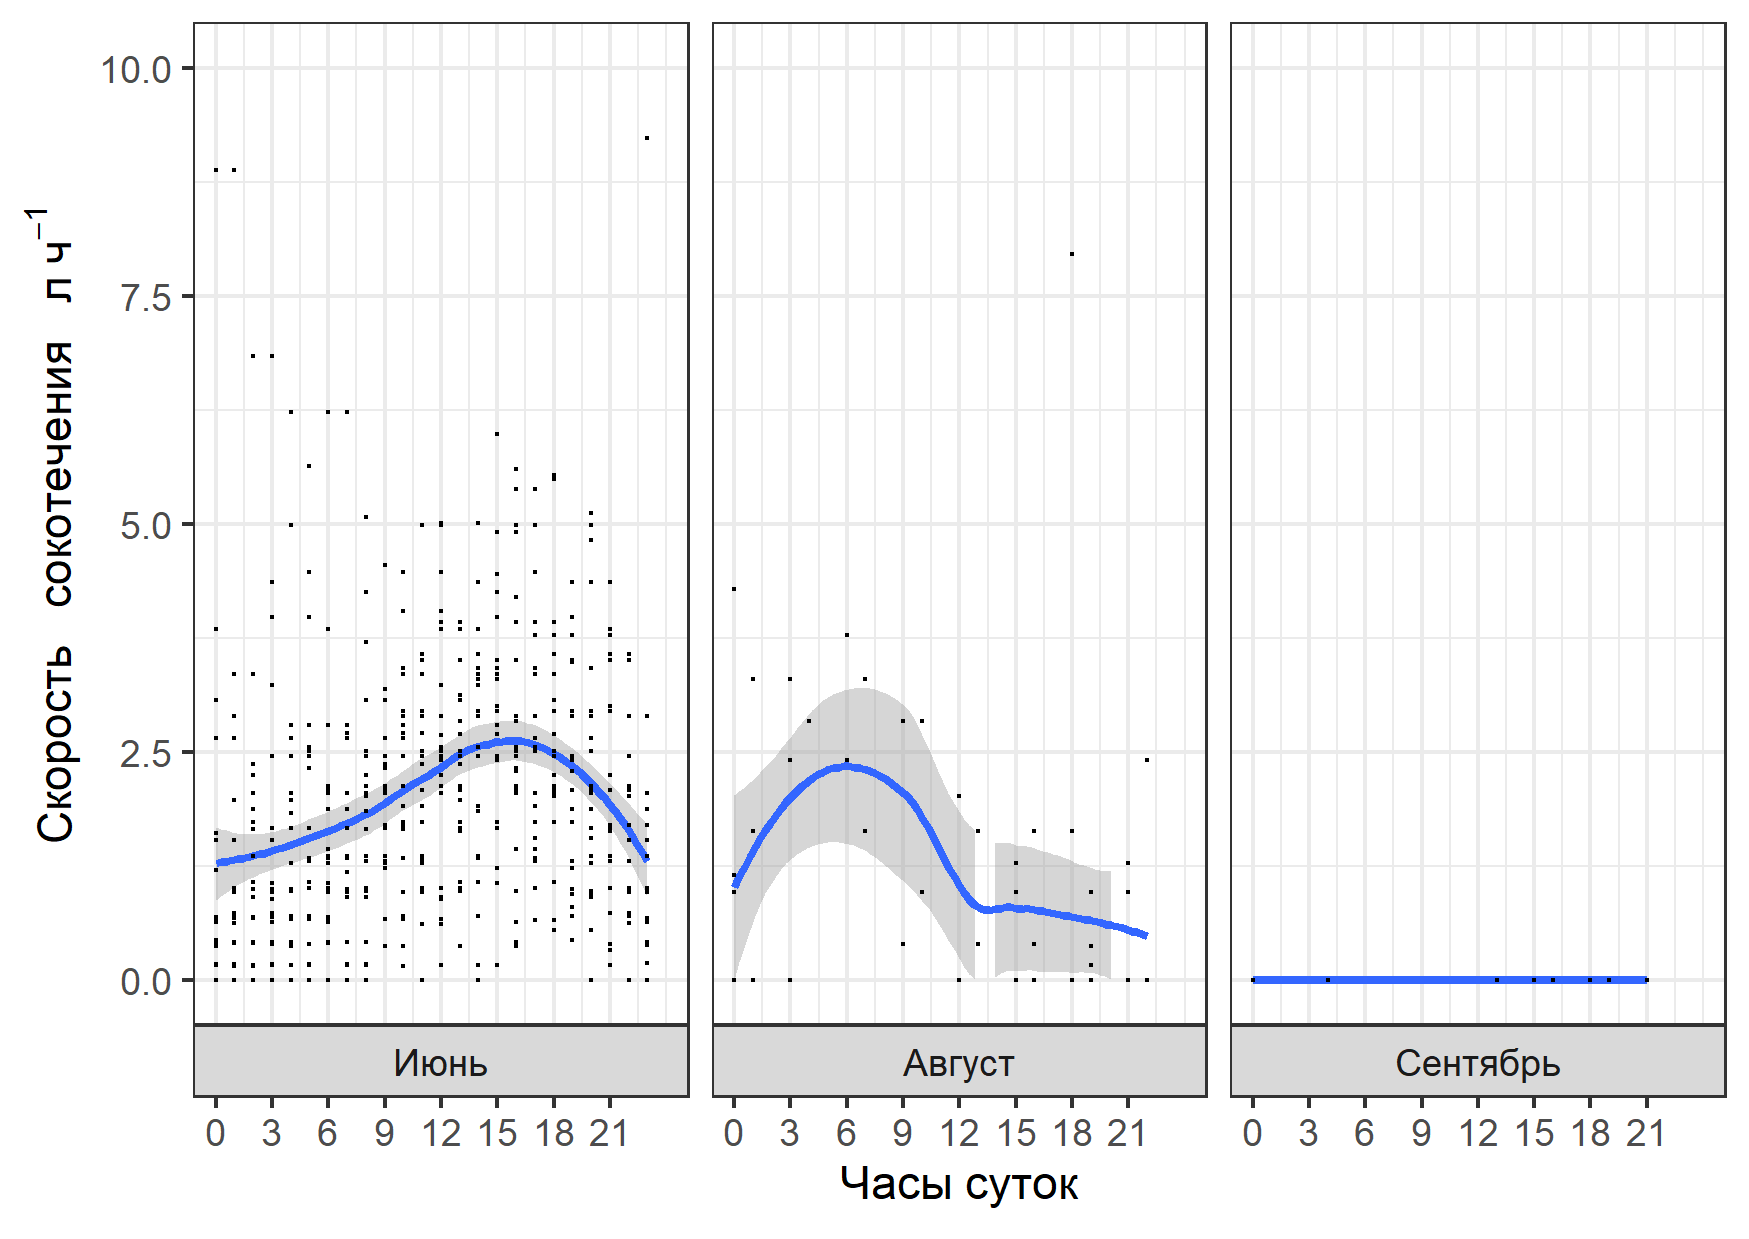 Скорость сокотечения л ч⁻¹
10.0
7.5
5.0
2.5
0.0
Июнь Август Сентябрь
0 3 6 9 12 15 18 21 0 3 6 9 12 15 18 21 0 3 6 9 12 15 18 21
Часы суток